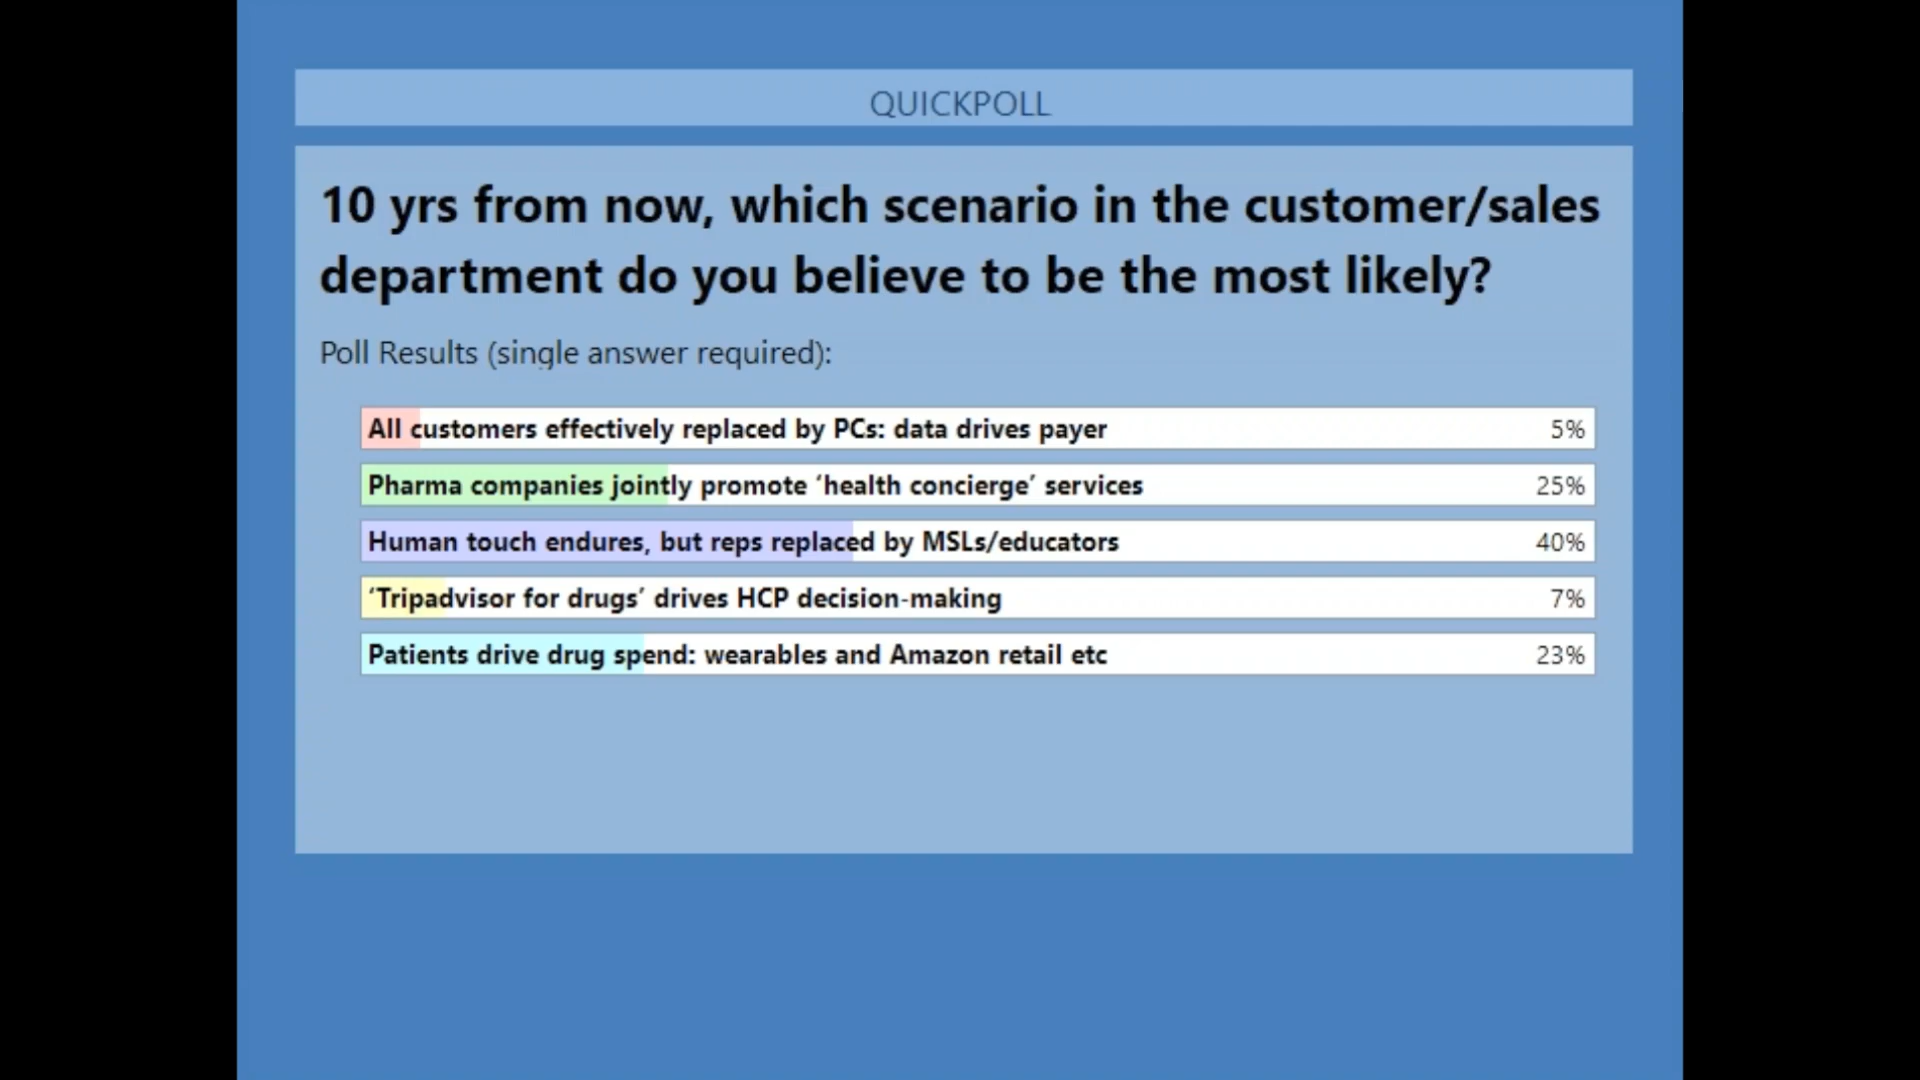 QUICKPOLL
10 yrs from now, which scenario in the customer/sales
department do you believe to be the most likely?
Poll Results (single answer required):
All customers effectively replaced by PCs: data drives payer 5%
Pharma companies jointly promote ‘health concierge’ services 25%
Human touch endures, but reps replaced by MSLs/educators 40%
‘Tripadvisor for drugs’ drives HCP decision-making 7%
Patients drive drug spend: wearables and Amazon retail etc 23%